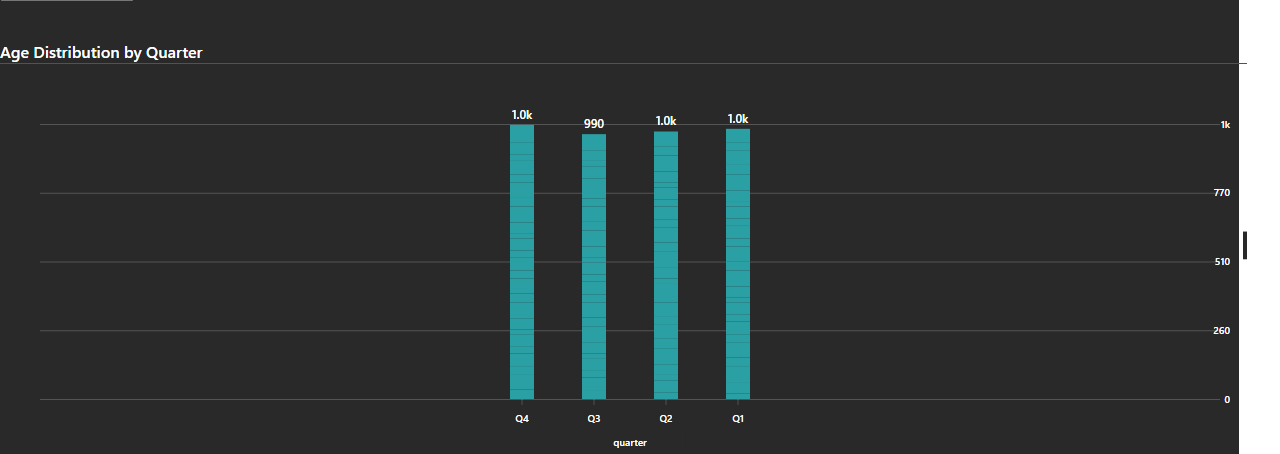 Age Distribution by Quarter
1.0k
990
1.0k
1.0k
1k
770
510
260
0
Q4 Q3 Q2 Q1
quarter